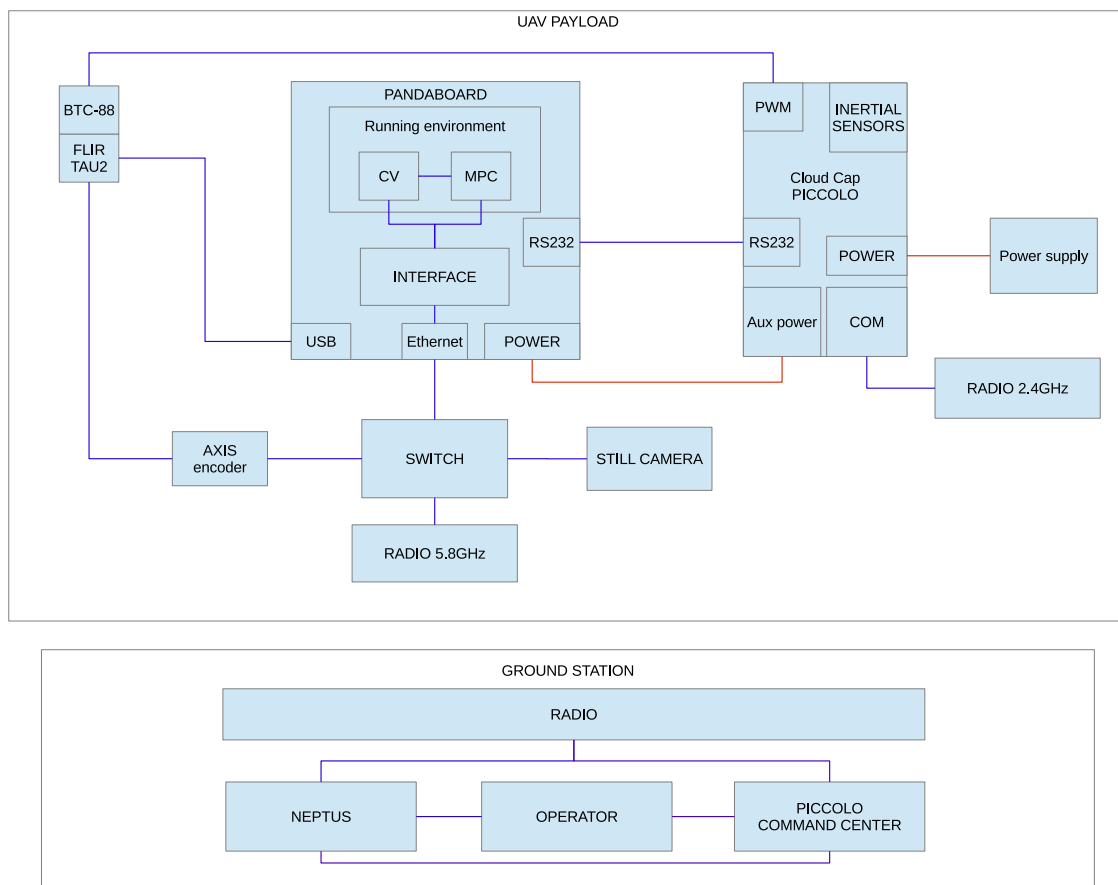 UAV PAYLOAD
BTC-88
FLIR
TAU2
PANDABOARD
Running environment
CV
MPC
INTERFACE
RS232
USB
Ethernet
POWER
PWM
INERTIAL
SENSORS
Cloud Cap
PICCOLO
RS232
POWER
Aux power
COM
Power supply
RADIO 2.4GHz
AXIS
encoder
SWITCH
STILL CAMERA
RADIO 5.8GHz
GROUND STATION
RADIO
NEPTUS
OPERATOR
PICCOLO
COMMAND CENTER